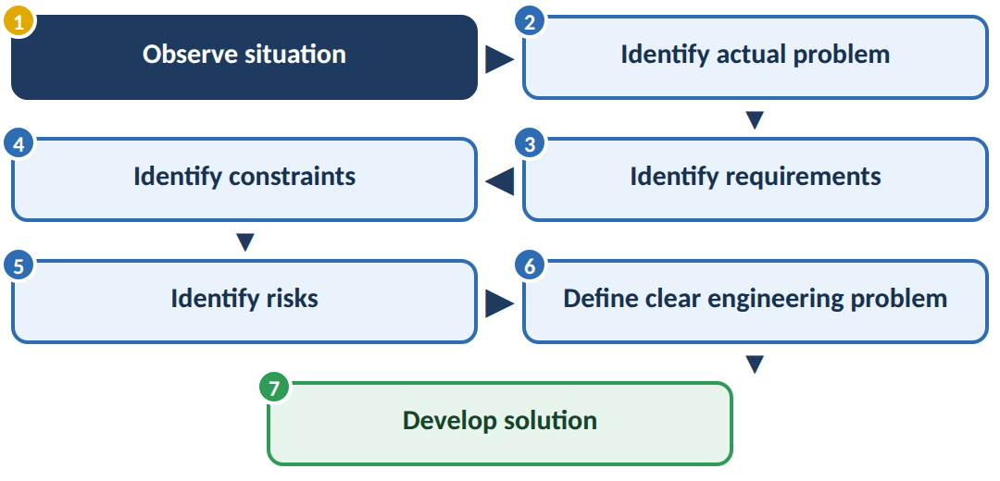 1
Observe situation
2
Identify actual problem
3
Identify requirements
4
Identify constraints
5
Identify risks
6
Define clear engineering problem
7
Develop solution